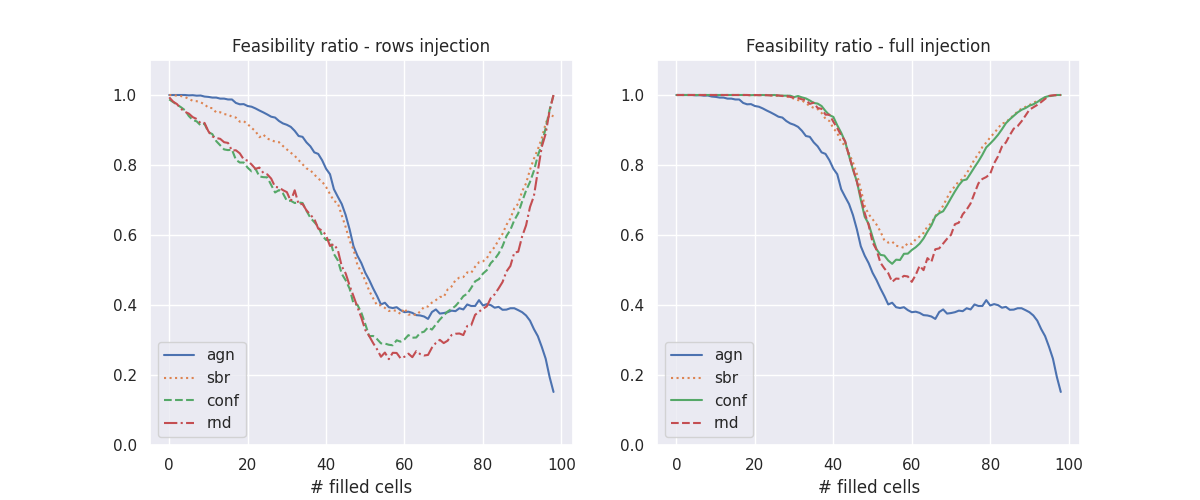 Feasibility ratio - rows injection
1.0
0.8
0.6
0.4
0.2
0.0
agn
sbr
conf
rnd
0 20 40 60 80 100
# filled cells
Feasibility ratio - full injection
1.0
0.8
0.6
0.4
0.2
0.0
agn
sbr
conf
rnd
0 20 40 60 80 100
# filled cells